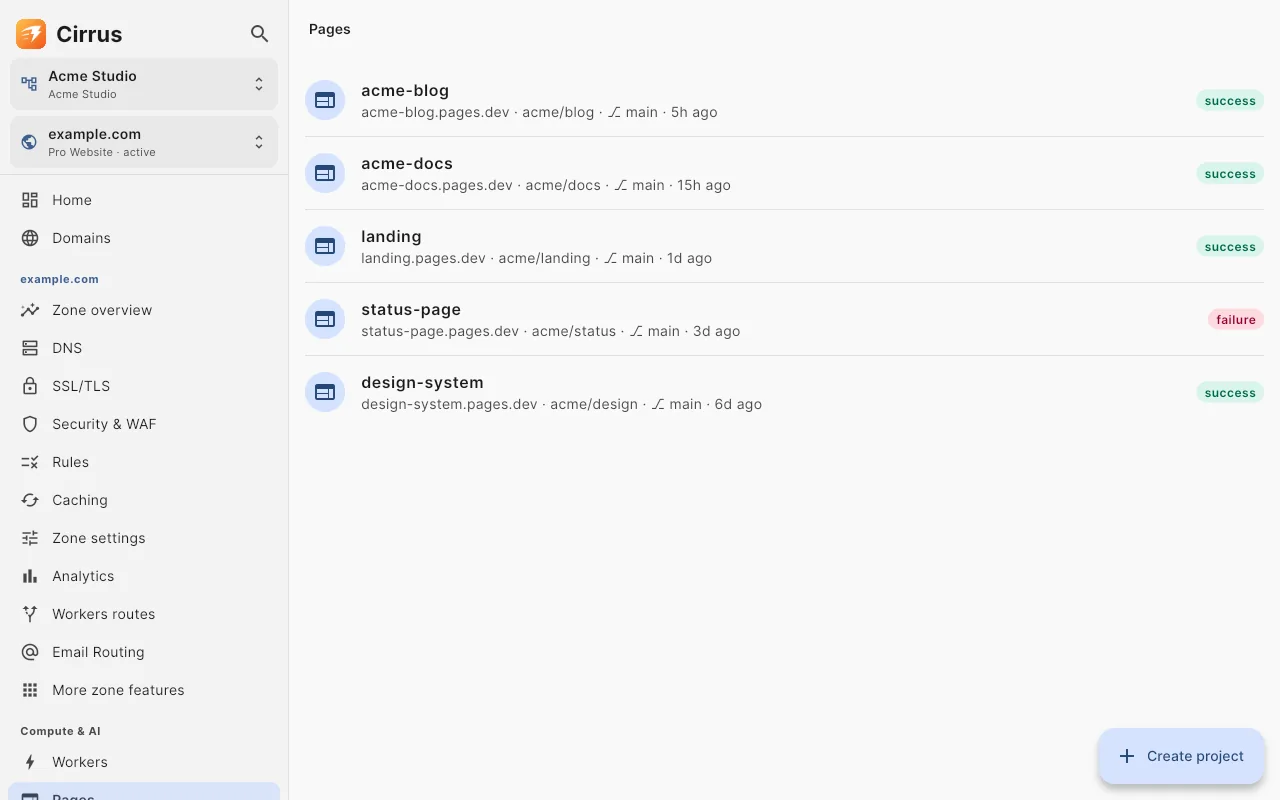 Cirrus
Acme Studio
Acme Studio
example.com
Pro Website · active
Home
Domains
example.com
Zone overview
DNS
SSL/TLS
Security & WAF
Rules
Caching
Zone settings
Analytics
Workers routes
Email Routing
More zone features
Compute & AI
Workers
Pages
Pages
acme-blog
acme-blog.pages.dev · acme/blog · ⎇ main · 5h ago
success
acme-docs
acme-docs.pages.dev · acme/docs · ⎇ main · 15h ago
success
landing
landing.pages.dev · acme/landing · ⎇ main · 1d ago
success
status-page
status-page.pages.dev · acme/status · ⎇ main · 3d ago
failure
design-system
design-system.pages.dev · acme/design · ⎇ main · 6d ago
success
Create project